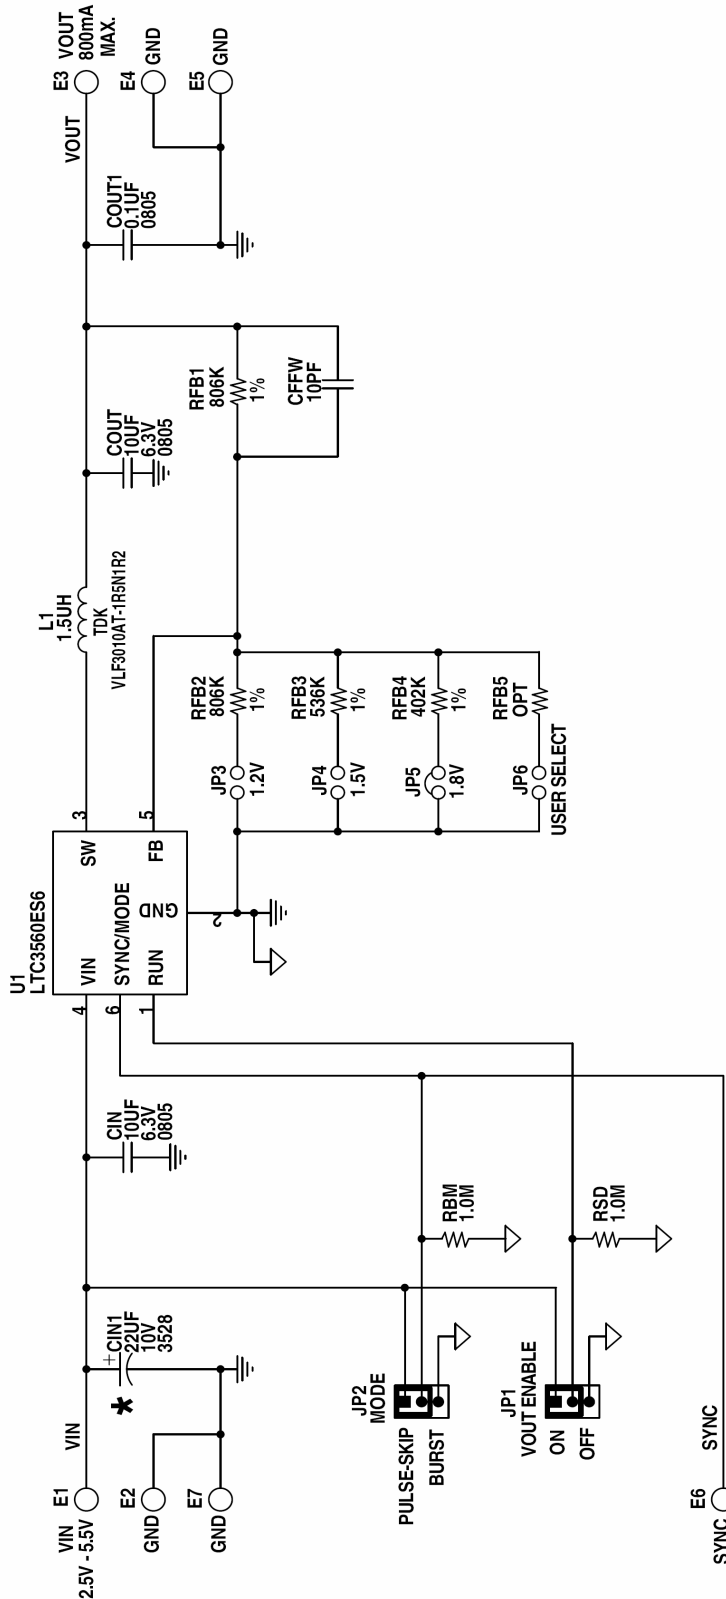 VIN
2.5V - 5.5V
E1
VIN
E2
GND
E7
GND
+
CIN1
22UF
10V
3528
*
CIN
10UF
6.3V
0805
U1
LTC3560ES6
4
VIN
6
SYNC/MODE
1
RUN
SW
3
FB
5
GND
2
L1
1.5UH
TDK
VLF3010AT-1R5N1R2
COUT
10UF
6.3V
0805
COUT1
0.1UF
0805
VOUT
E3
VOUT
800mA
MAX.
E4
GND
E5
GND
RFB1
806K
1%
CFFW
10PF
JP3
1.2V
RFB2
806K
1%
JP4
1.5V
RFB3
536K
1%
JP5
1.8V
RFB4
402K
1%
JP6
USER SELECT
RFB5
OPT
JP2
MODE
PULSE-SKIP
BURST
RBM
1.0M
JP1
VOUT ENABLE
ON
OFF
RSD
1.0M
E6
SYNC
SYNC